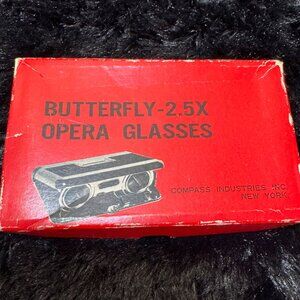 BUTTERFLY-2.5X
OPERA GLASSES
COMPASS INDUSTRIES INC
NEW YORK